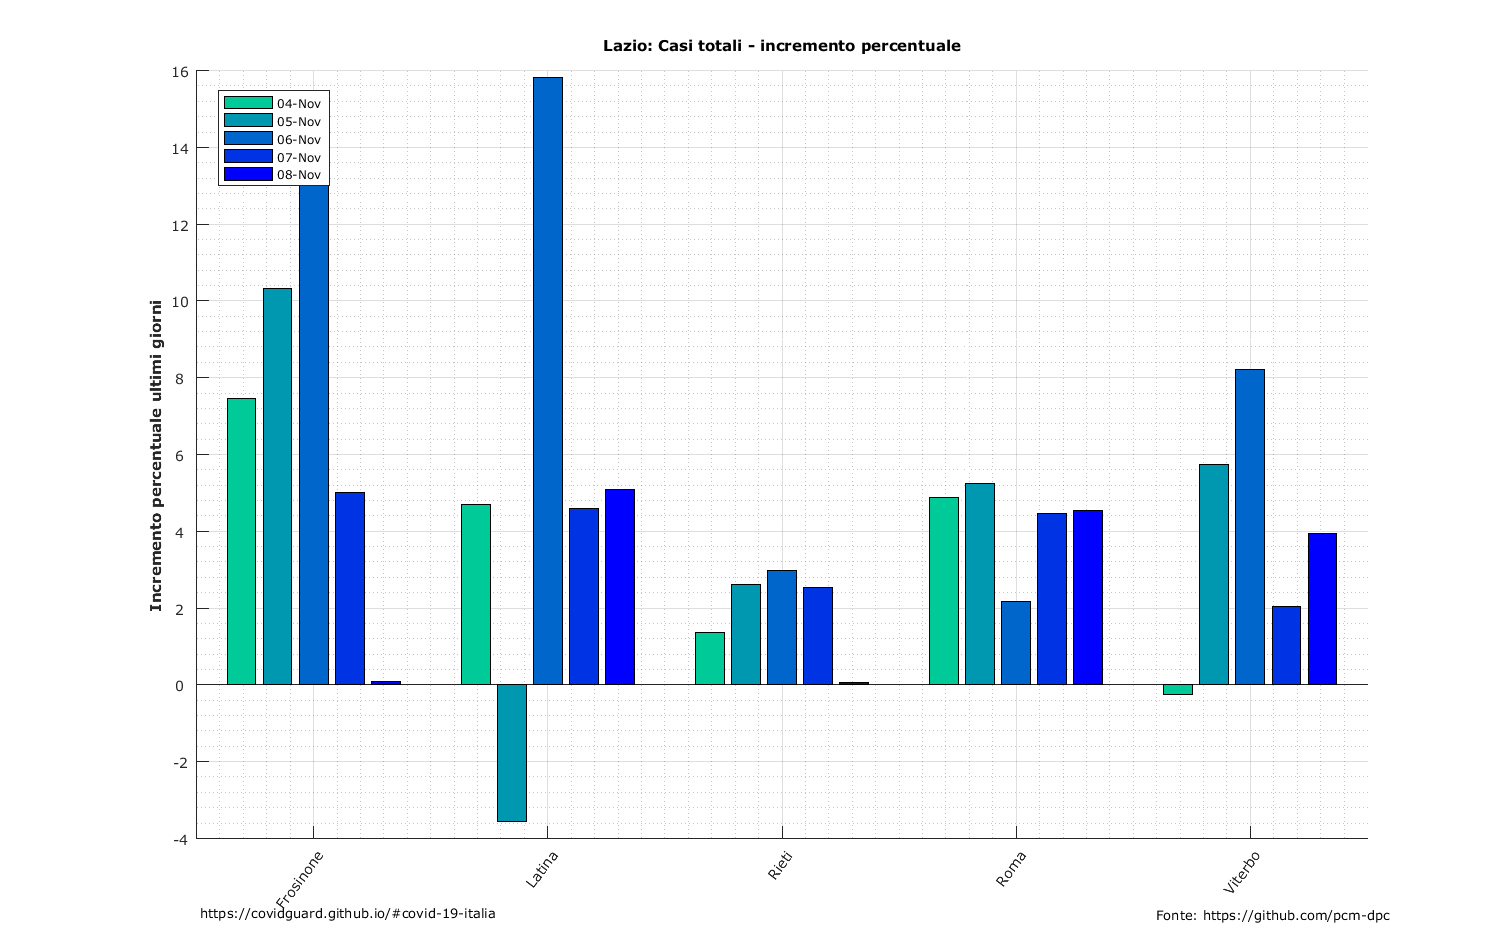 Lazio: Casi totali - incremento percentuale
Incremento percentuale ultimi giorni
16
14
12
10
8
6
4
2
0
-2
-4
04-Nov
05-Nov
06-Nov
07-Nov
08-Nov
Frosinone
Latina
Rieti
Roma
Viterbo
https://covidguard.github.io/#covid-19-italia
Fonte: https://github.com/pcm-dpc